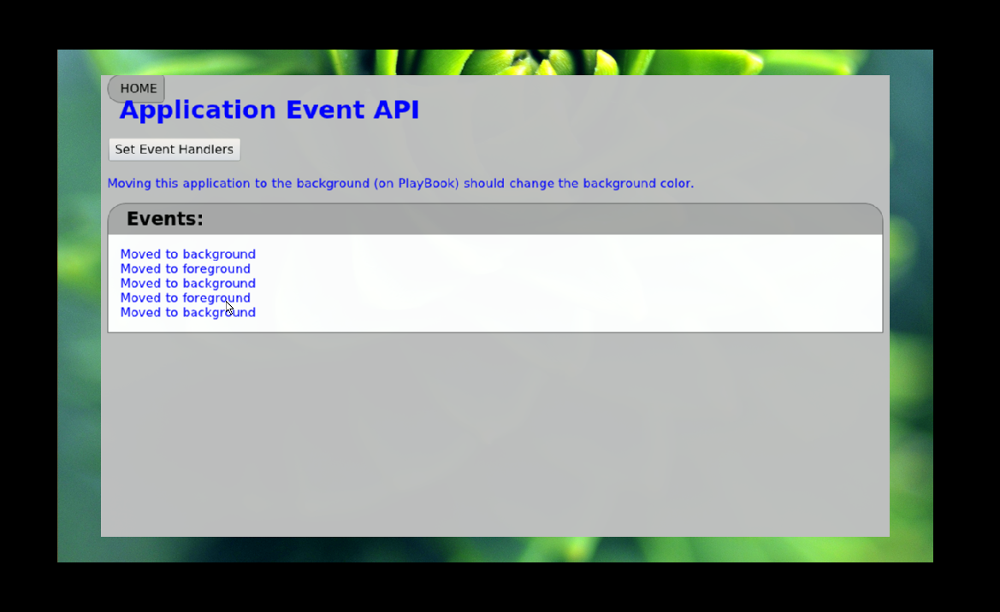 HOME
Application Event API
Set Event Handlers
Moving this application to the background (on PlayBook) should change the background color.
Events:
Moved to background
Moved to foreground
Moved to background
Moved to foreground
Moved to background